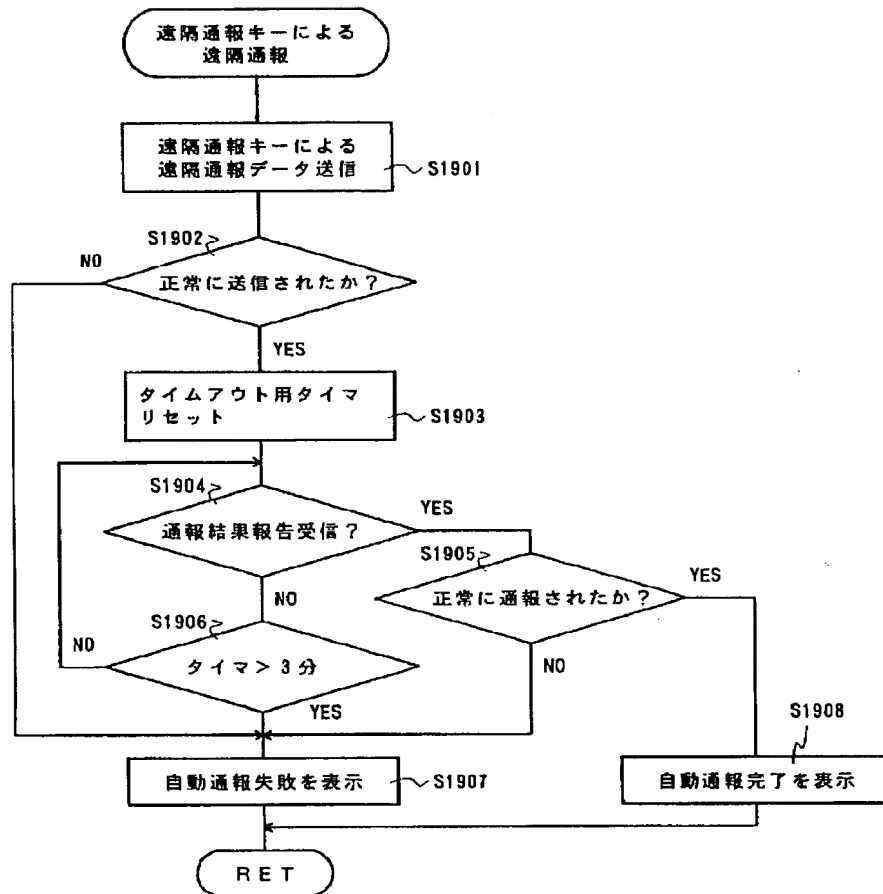 遠隔通報キーによる
遠隔通報
遠隔通報キーによる
遠隔通報データ送信
S1901
S1902
NO
正常に送信されたか？
YES
タイムアウト用タイマ
リセット
S1903
S1904
YES
通報結果報告受信？
S1905
YES
NO
正常に通報されたか？
S1906
NO
タイマ＞3分
NO
YES
S1908
自動通報失敗を表示
S1907
自動通報完了を表示
RET